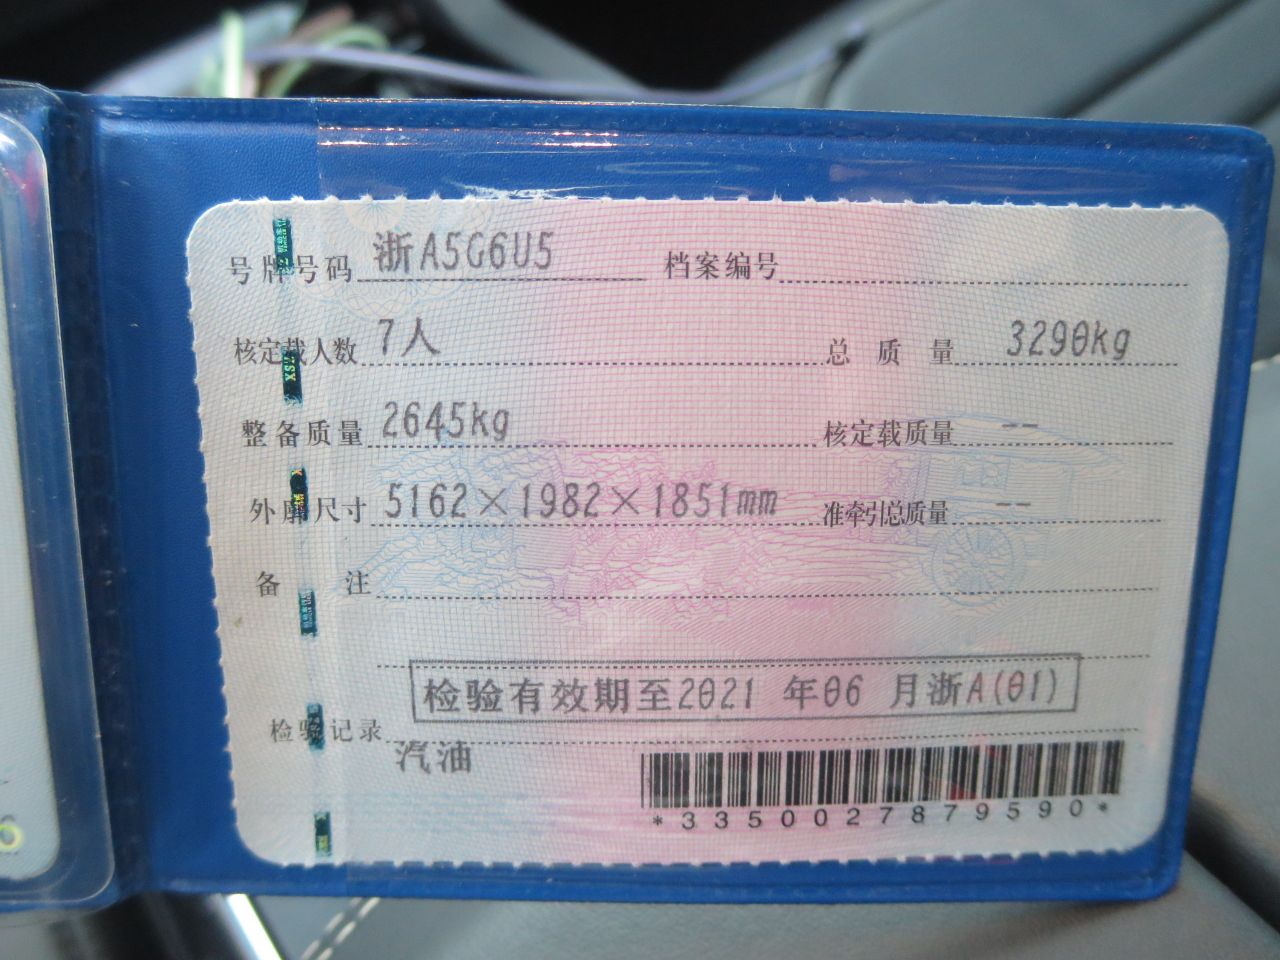 号牌号码 浙A5G6U5 档案编号
核定载人数 7人 总质量 3290kg
整备质量 2645kg 核定载质量 --
外廓尺寸 5162×1982×1851mm 准牵引总质量 --
备注
检验有效期至2021 年06 月浙A(01)
检验记录
汽油
*3350027879590*